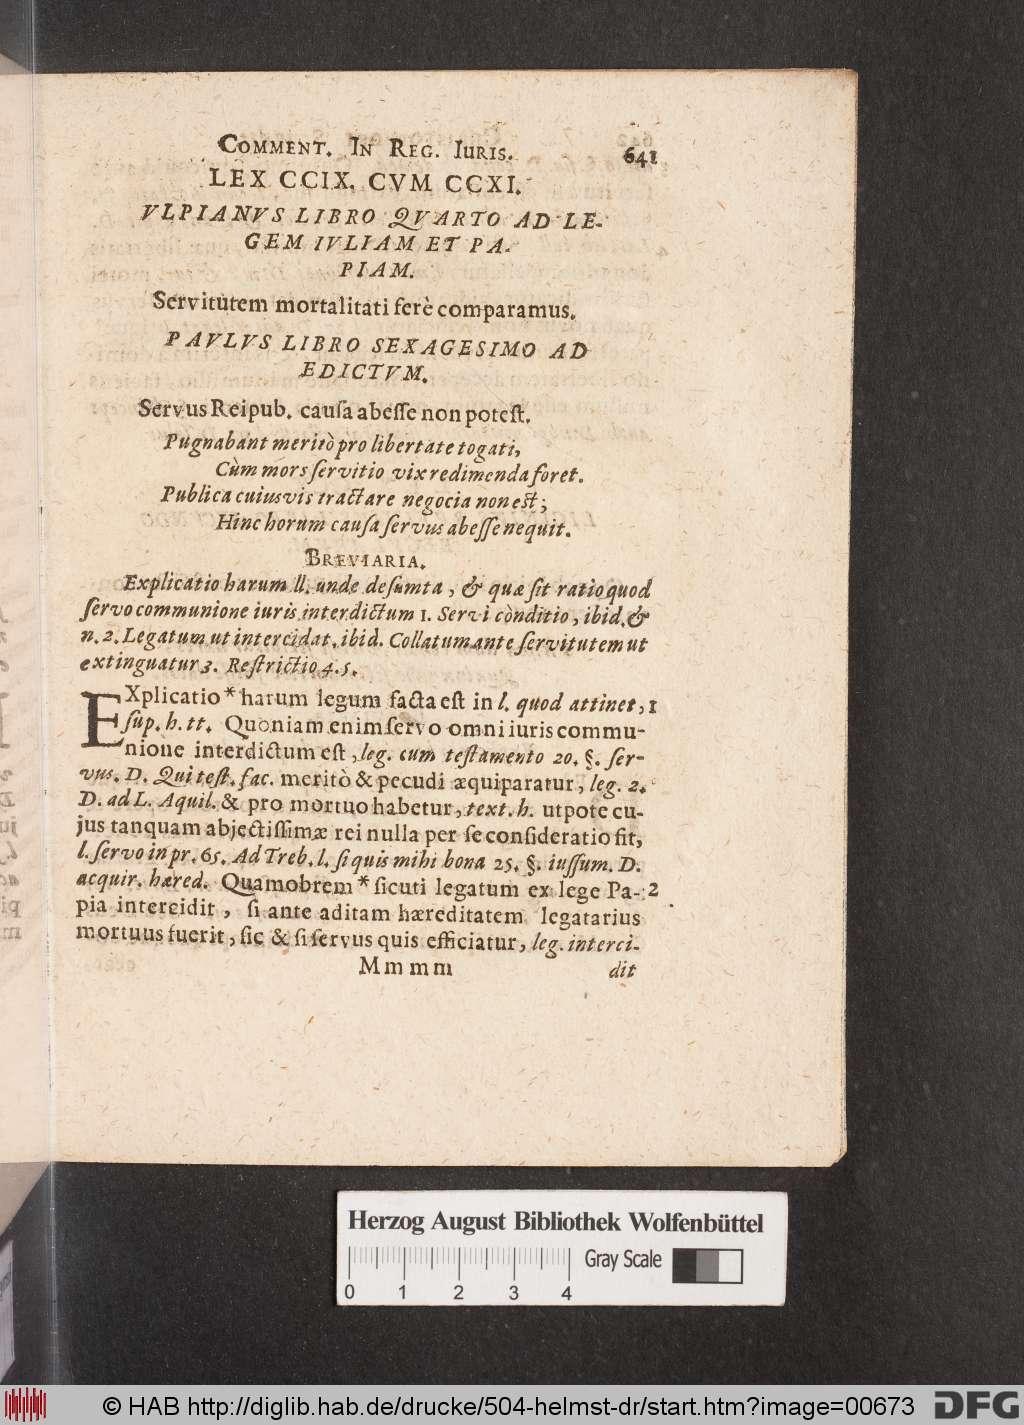 COMMENT. IN REG. IURIS. 641
LEX CCIX. CVM CCXI.
VLPIANVS LIBRO QVARTO AD LE-
GEM IVLIAM ET PA-
PIAM.
Servitutem mortalitati ferè comparamus.
PAVLVS LIBRO SEXAGESIMO AD
EDICTVM.
Servus Reipub. cauſa abeſſe non poteſt.
Pugnabant meritò pro libertate togati,
Cùm mors ſervitio vix redimenda foret.
Publica cuiusvis tractare negocia non est;
Hinc horum cauſa ſervus abeſſe nequit.
BREVIARIA.
Explicatio harum ll. unde deſumta, & quæ ſit ratio quod
ſervo communione iuris interdictum 1. Servi cònditio, ibid. &
n. 2. Legatum ut intercidat, ibid. Collatum ante ſervitutem ut
extinguatur 3. Reſtrictio 4. 5.
EXplicatio * harum legum facta eſt in l. quod attinet, 1
ſup. h. tt. Quoniam enim ſervo omni iuris commu-
nione interdictum eſt, leg. cum teſtamento 20. §. ſer-
vus. D. Qui teſt. fac. meritò & pecudi æquiparatur, leg. 2.
D. ad L. Aquil. & pro mortuo habetur, text. h. utpote cu-
jus tanquam abjectiſſimæ rei nulla per ſe conſideratio ſit,
l. ſervo in pr. 65. Ad Treb. l. ſi quis mihi bona 25. §. iuſſum. D.
acquir. hæred. Quamobrem * ſicuti legatum ex lege Pa- 2
pia intercidit, ſi ante aditam hæreditatem legatarius
mortuus fuerit, ſic & ſi ſervus quis efficiatur, leg. interci-
Mmmm dit
Herzog August Bibliothek Wolfenbüttel
Gray Scale
0 1 2 3 4
© HAB http://diglib.hab.de/drucke/504-helmst-dr/start.htm?image=00673 DFG